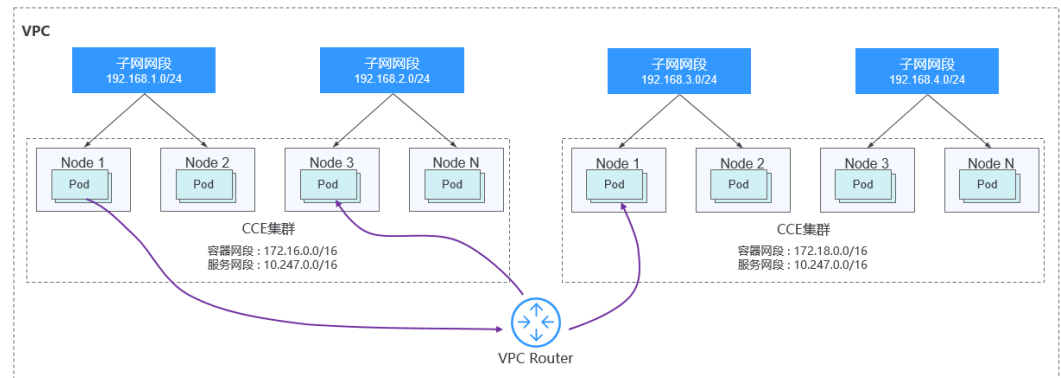 VPC
子网网段
192.168.1.0/24
子网网段
192.168.2.0/24
子网网段
192.168.3.0/24
子网网段
192.168.4.0/24
Node 1
Pod
Node 2
Pod
Node 3
Pod
Node N
Pod
CCE集群
容器网段 : 172.16.0.0/16
服务网段 : 10.247.0.0/16
Node 1
Pod
Node 2
Pod
Node 3
Pod
Node N
Pod
CCE集群
容器网段 : 172.18.0.0/16
服务网段 : 10.247.0.0/16
VPC Router